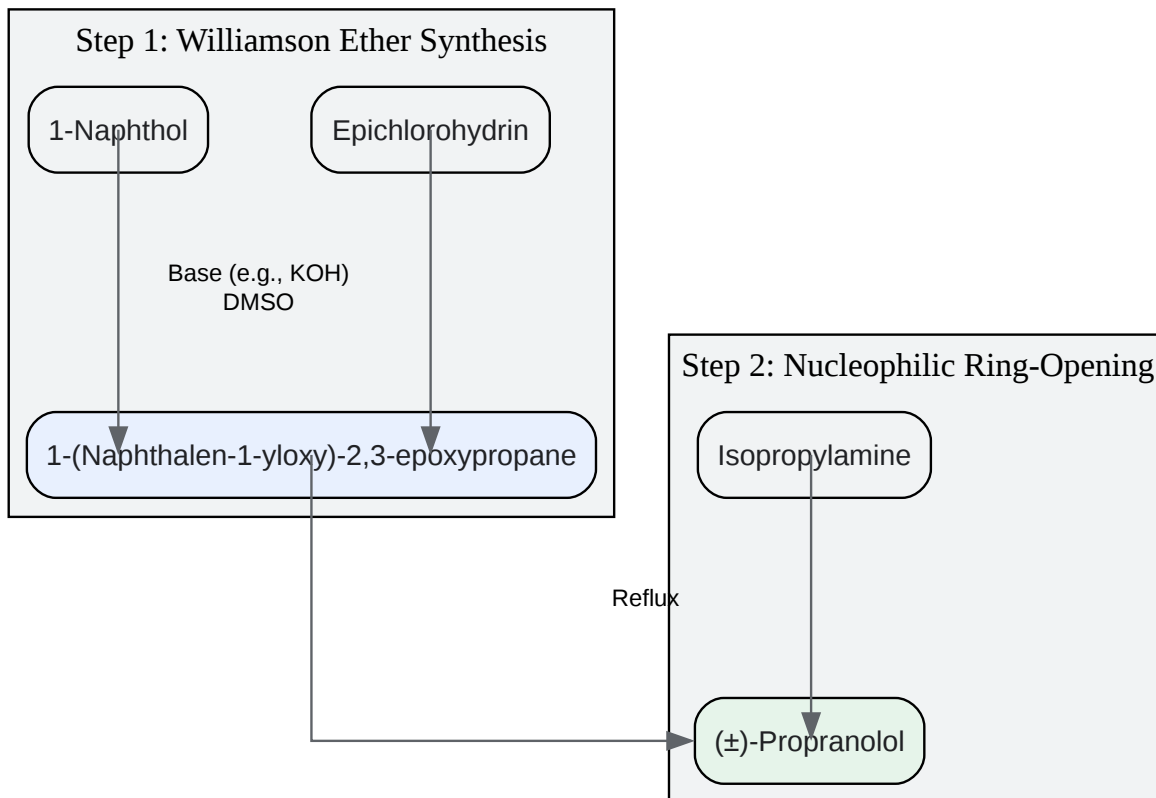 Step 1: Williamson Ether Synthesis
1-Naphthol
Epichlorohydrin
Base (e.g., KOH)
DMSO
1-(Naphthalen-1-yloxy)-2,3-epoxypropane
Step 2: Nucleophilic Ring-Opening
Isopropylamine
Reflux
(±)-Propranolol